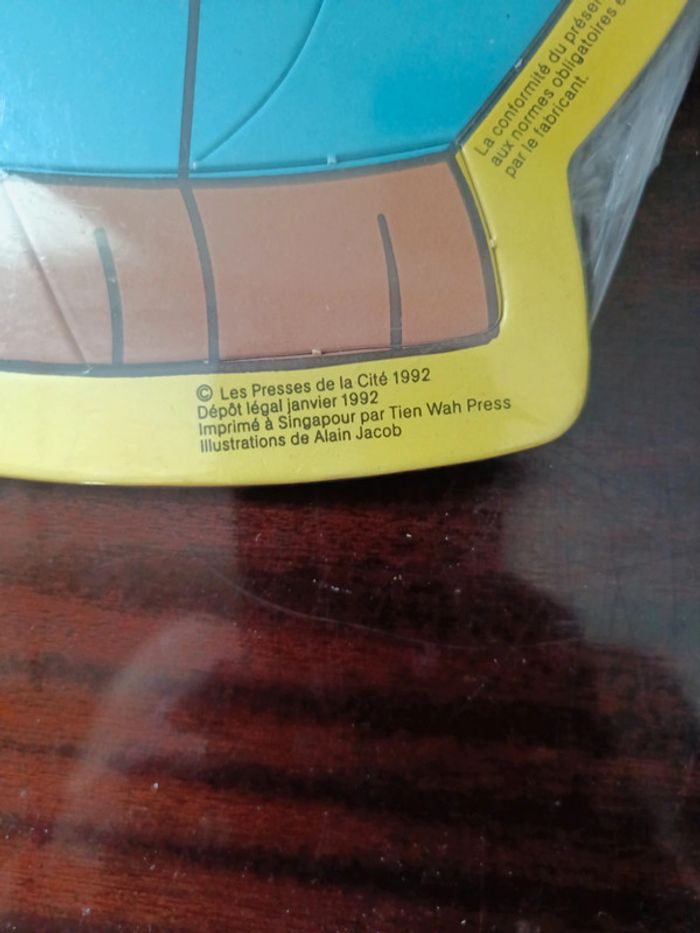 La conformité du
aux normes obligatoires
par le fabricant.
© Les Presses de la Cité 1992
Dépôt légal janvier 1992
Imprimé à Singapour par Tien Wah Press
Illustrations de Alain Jacob